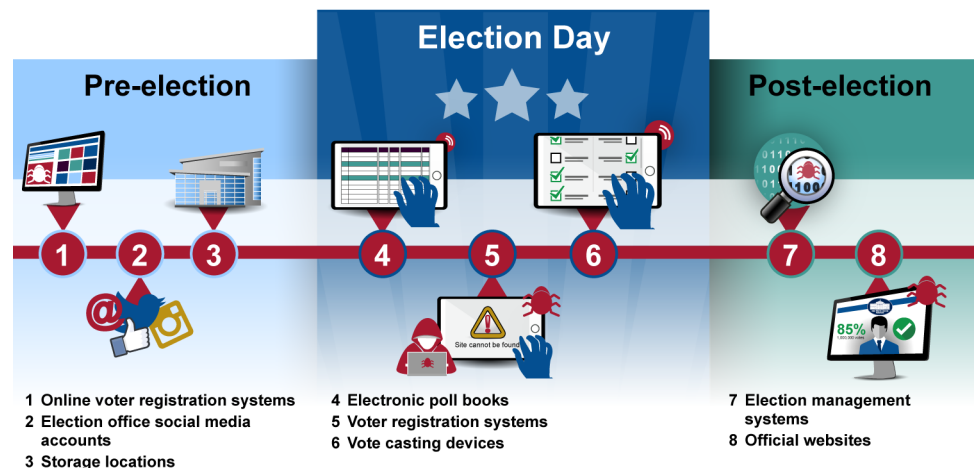 Election Day
Pre-election
Post-election
1
2
3
4
5
6
7
8
@
Site cannot be found
85%
1 Online voter registration systems
2 Election office social media
accounts
3 Storage locations
4 Electronic poll books
5 Voter registration systems
6 Vote casting devices
7 Election management
systems
8 Official websites